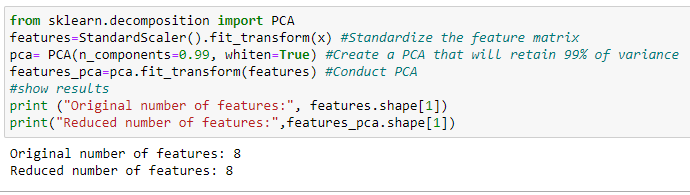 from sklearn.decomposition import PCA
features=StandardScaler().fit_transform(x) #Standardize the feature matrix
pca= PCA(n_components=0.99, whiten=True) #Create a PCA that will retain 99% of variance
features_pca=pca.fit_transform(features) #Conduct PCA
#show results
print ("Original number of features:", features.shape[1])
print("Reduced number of features:",features_pca.shape[1])
Original number of features: 8
Reduced number of features: 8